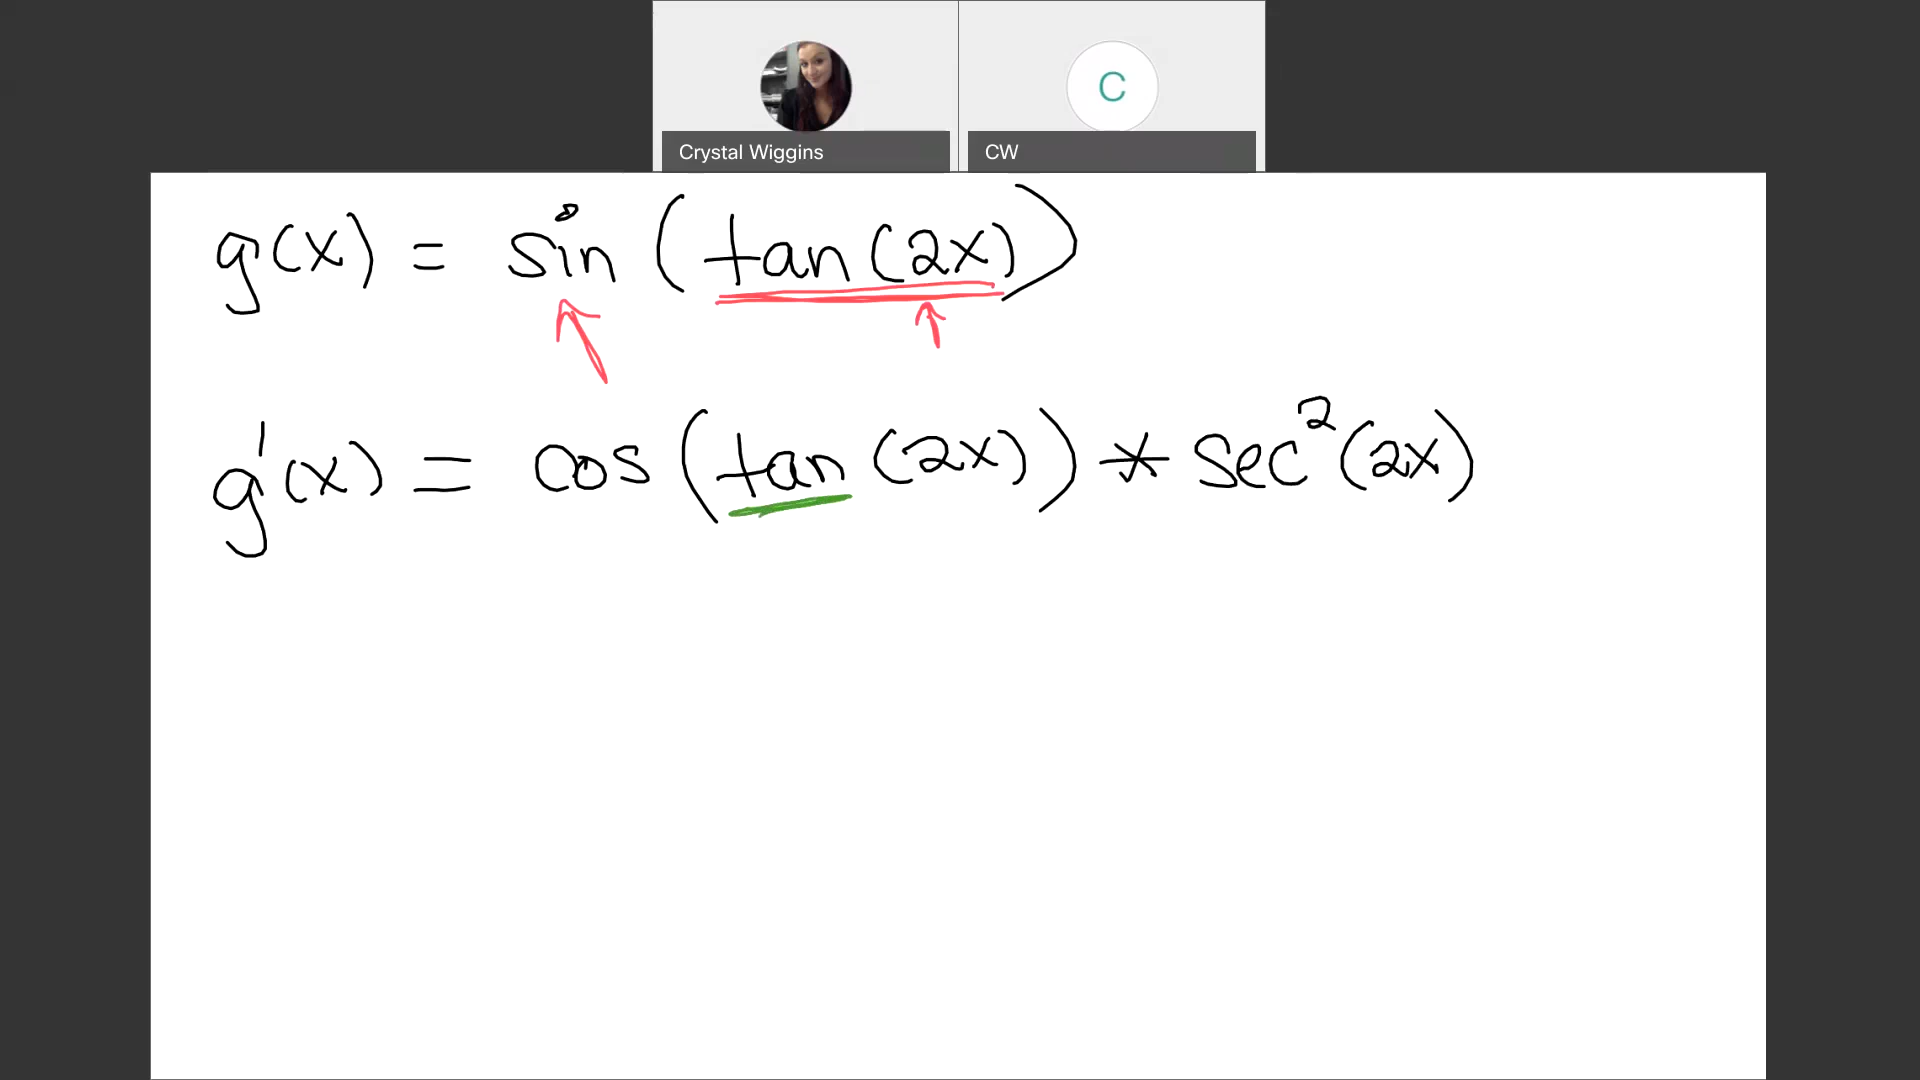 C
Crystal Wiggins
CW
g(x) = sin (tan(2x))
g'(x) = cos (tan (2x)) * sec²(2x)